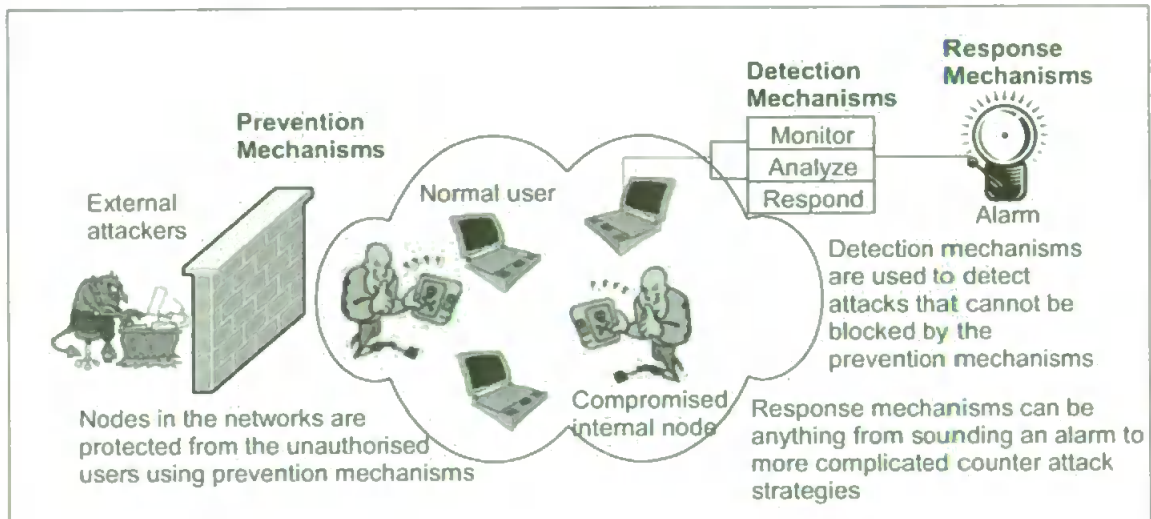 Prevention
Mechanisms
External
attackers
Nodes in the networks are
protected from the unauthorised
users using prevention mechanisms
Normal user
Compromised
internal node
Detection
Mechanisms
Monitor
Analyze
Respond
Response
Mechanisms
Alarm
Detection mechanisms
are used to detect
attacks that cannot be
blocked by the
prevention mechanisms
Response mechanisms can be
anything from sounding an alarm to
more complicated counter attack
strategies